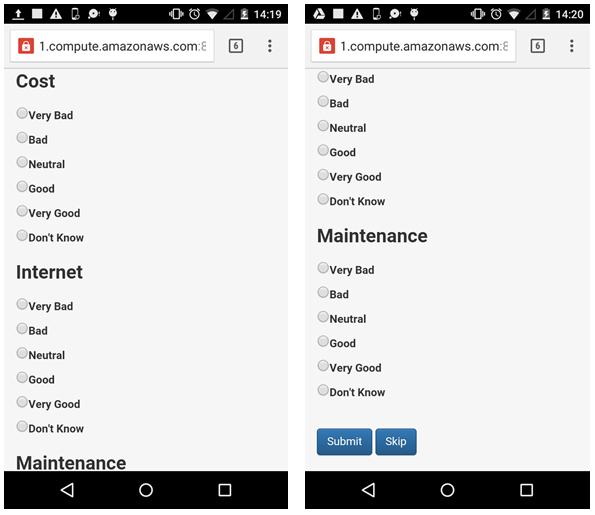 14:19
1.compute.amazonaws.com:8
6
Cost
Very Bad
Bad
Neutral
Good
Very Good
Don't Know
Internet
Very Bad
Bad
Neutral
Good
Very Good
Don't Know
Maintenance
14:20
1.compute.amazonaws.com:8
6
Very Bad
Bad
Neutral
Good
Very Good
Don't Know
Maintenance
Very Bad
Bad
Neutral
Good
Very Good
Don't Know
Submit Skip